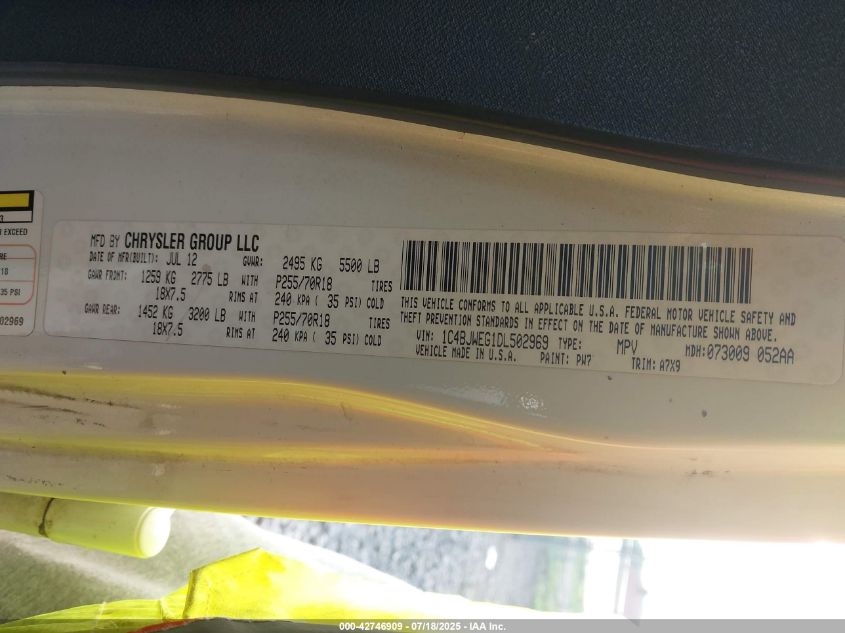 3
R EXCEED
RE
R18
35 PSI
02969
MFD BY CHRYSLER GROUP LLC
DATE OF MFR(BUILT): JUL 12 GVWR: 2495 KG 5500 LB
GAWR FRONT: 1259 KG 2775 LB WITH P255/70R18 TIRES
18X7.5 RIMS AT 240 KPA ( 35 PSI) COLD
GAWR REAR: 1452 KG 3200 LB WITH P255/70R18 TIRES
18X7.5 RIMS AT 240 KPA ( 35 PSI) COLD
THIS VEHICLE CONFORMS TO ALL APPLICABLE U.S.A. FEDERAL MOTOR VEHICLE SAFETY AND
THEFT PREVENTION STANDARDS IN EFFECT ON THE DATE OF MANUFACTURE SHOWN ABOVE.
VIN: 1C4BJWEG1DL502969 TYPE: MPV MDH:073009 052AA
VEHICLE MADE IN U.S.A. PAINT: PW7 TRIM: A7X9
000-42746909 - 07/18/2025 - IAA Inc.